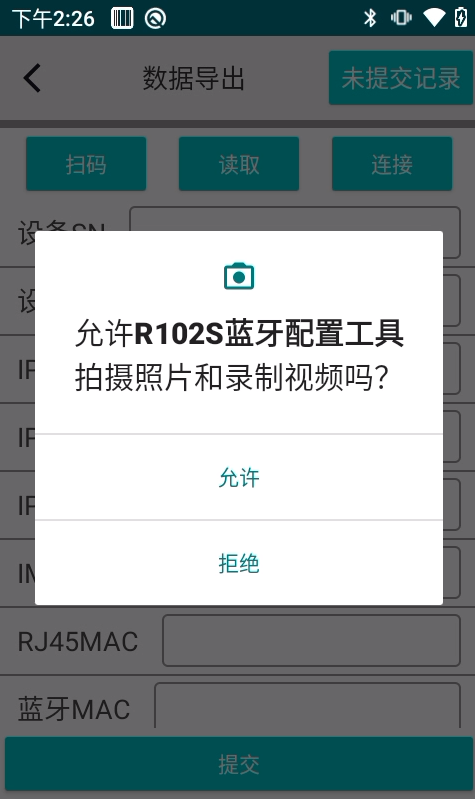 下午2:26
数据导出
未提交记录
扫码
读取
连接
设备SN
设
允许R102S蓝牙配置工具
拍摄照片和录制视频吗？
IP
IP
允许
IP
拒绝
IM
RJ45MAC
蓝牙MAC
提交